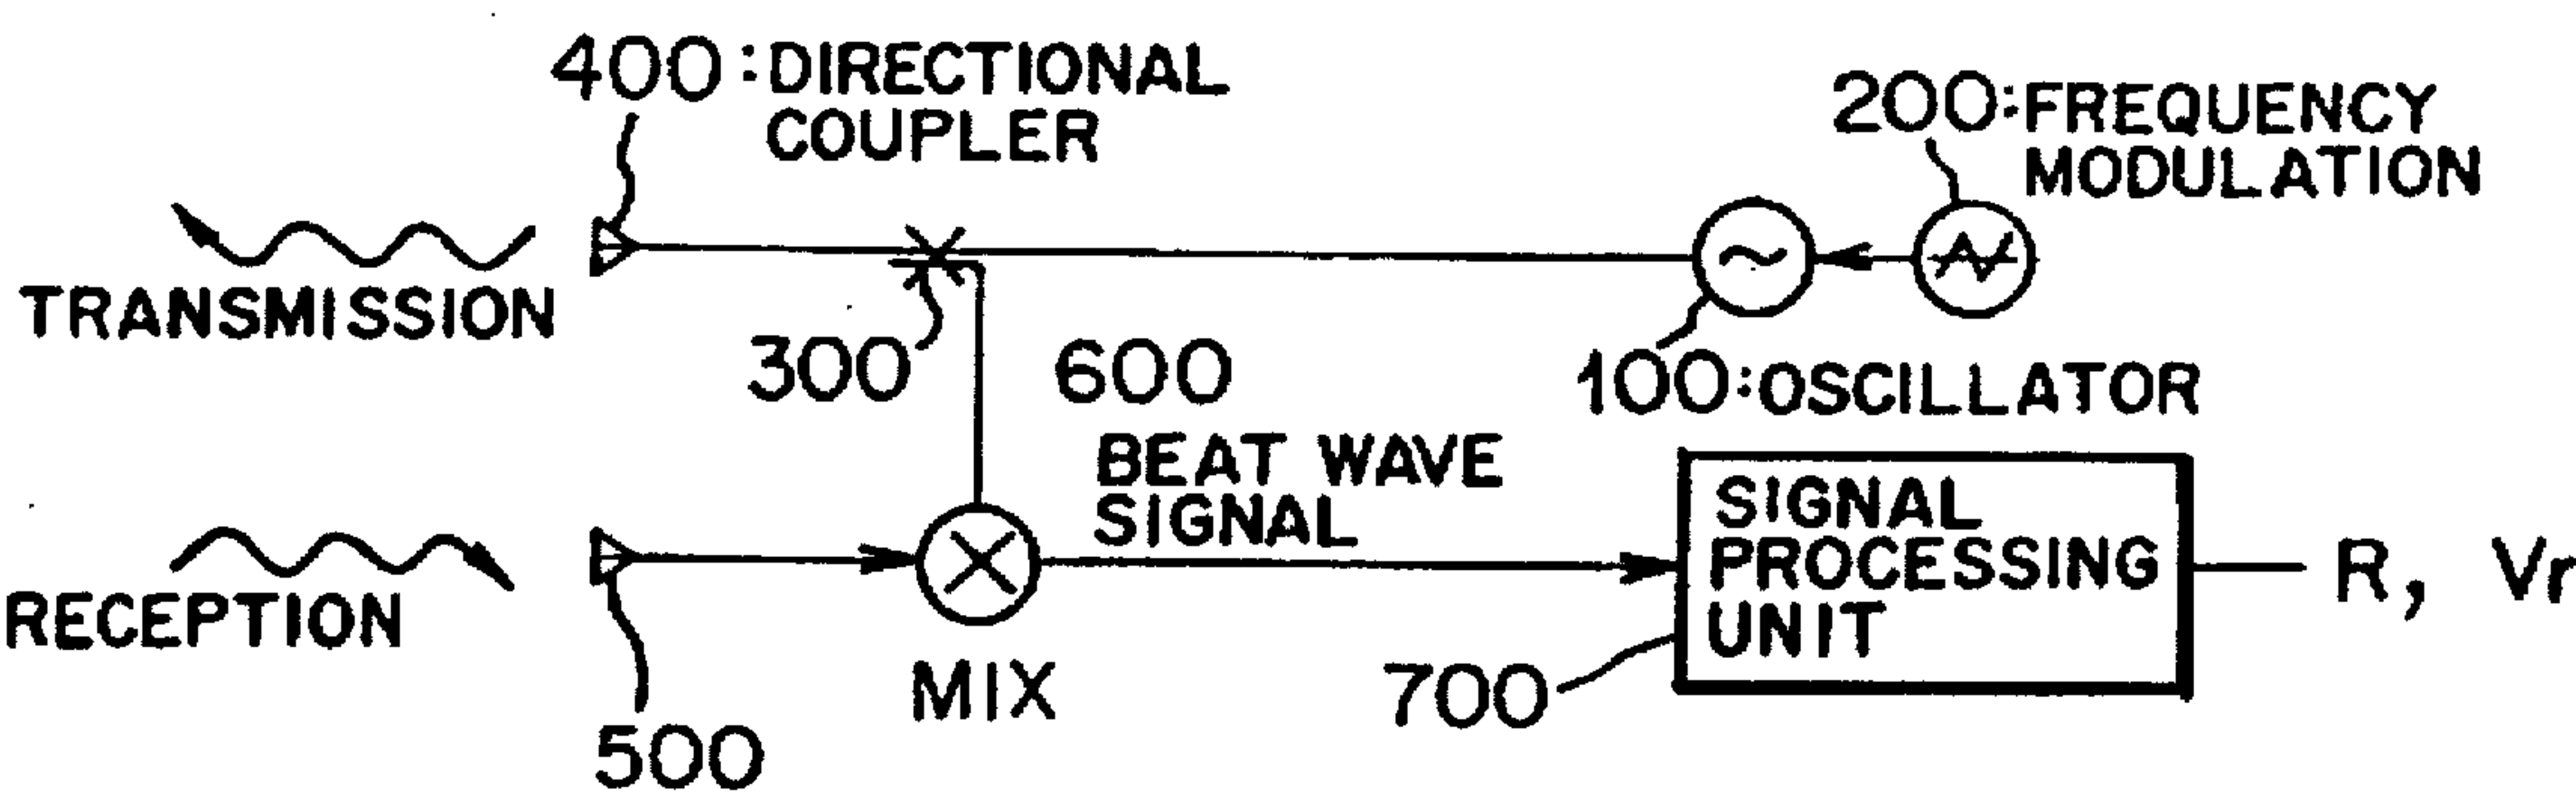 400:DIRECTIONAL
COUPLER
200:FREQUENCY
MODULATION
TRANSMISSION
300
600
100:OSCILLATOR
BEAT WAVE
SIGNAL
SIGNAL
PROCESSING
UNIT
R, Vr
RECEPTION
MIX
700
500